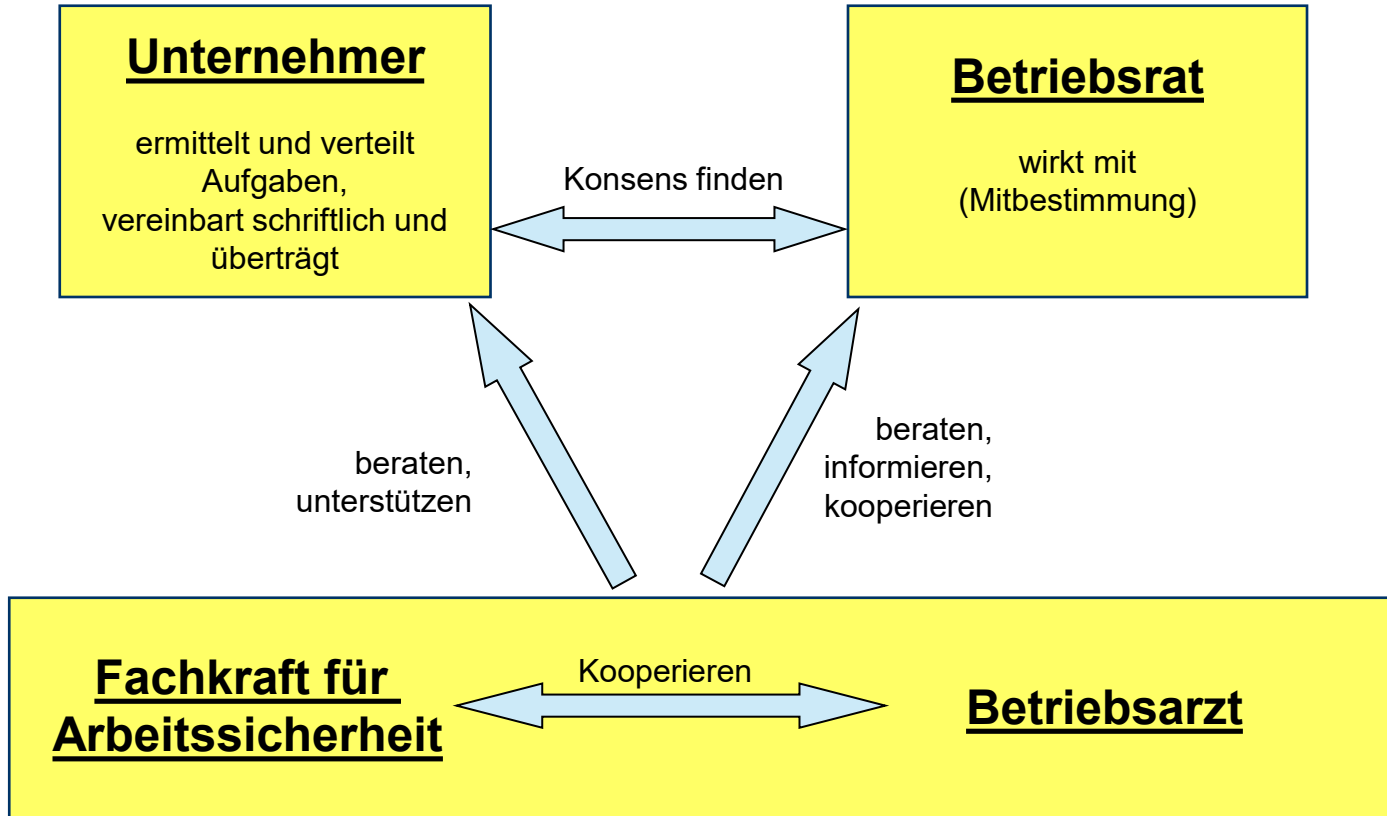 Unternehmer
ermittelt und verteilt
Aufgaben,
vereinbart schriftlich und
überträgt
Konsens finden
Betriebsrat
wirkt mit
(Mitbestimmung)
beraten,
unterstützen
beraten,
informieren,
kooperieren
Fachkraft für
Arbeitssicherheit
Kooperieren
Betriebsarzt